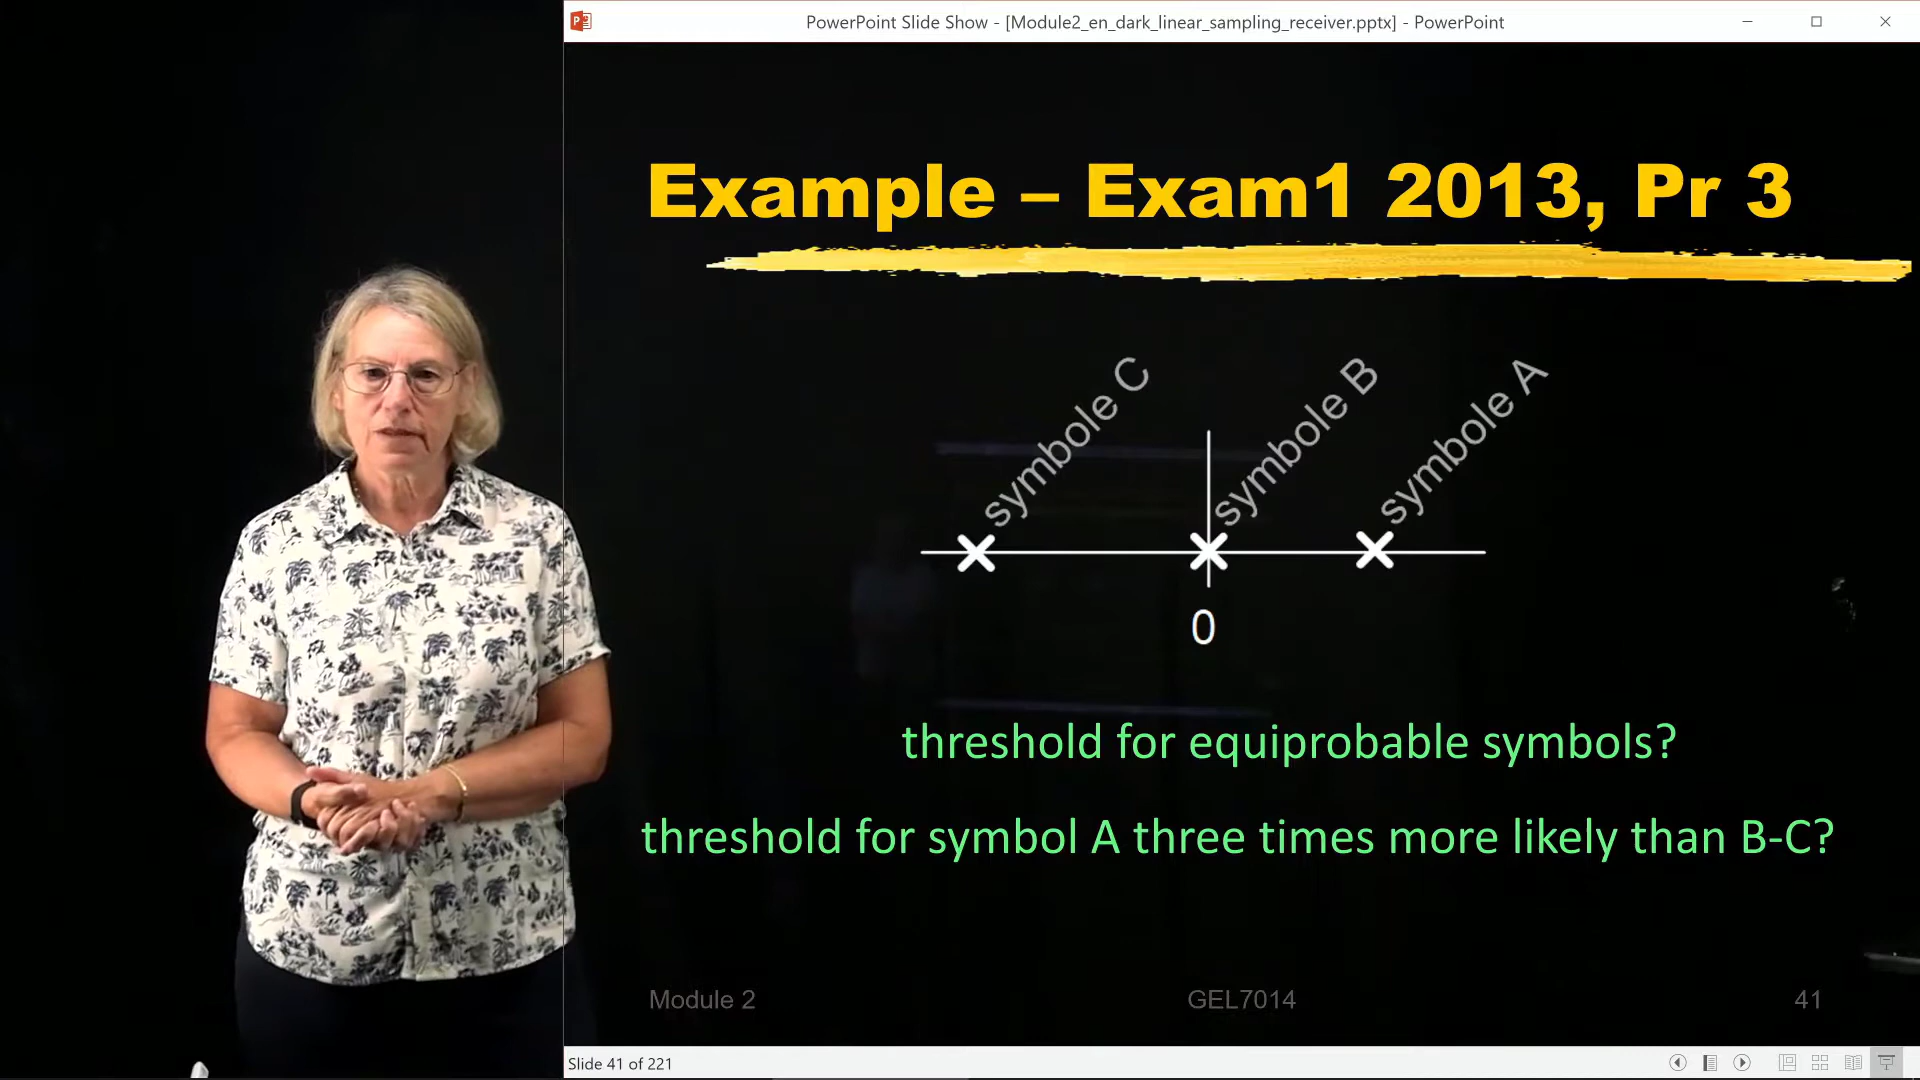 PowerPoint Slide Show - [Module2_en_dark_linear_sampling_receiver.pptx] - PowerPoint
Example – Exam1 2013, Pr 3
symbole C
symbole B
symbole A
0
threshold for equiprobable symbols?
threshold for symbol A three times more likely than B-C?
Module 2
GEL7014
41
Slide 41 of 221